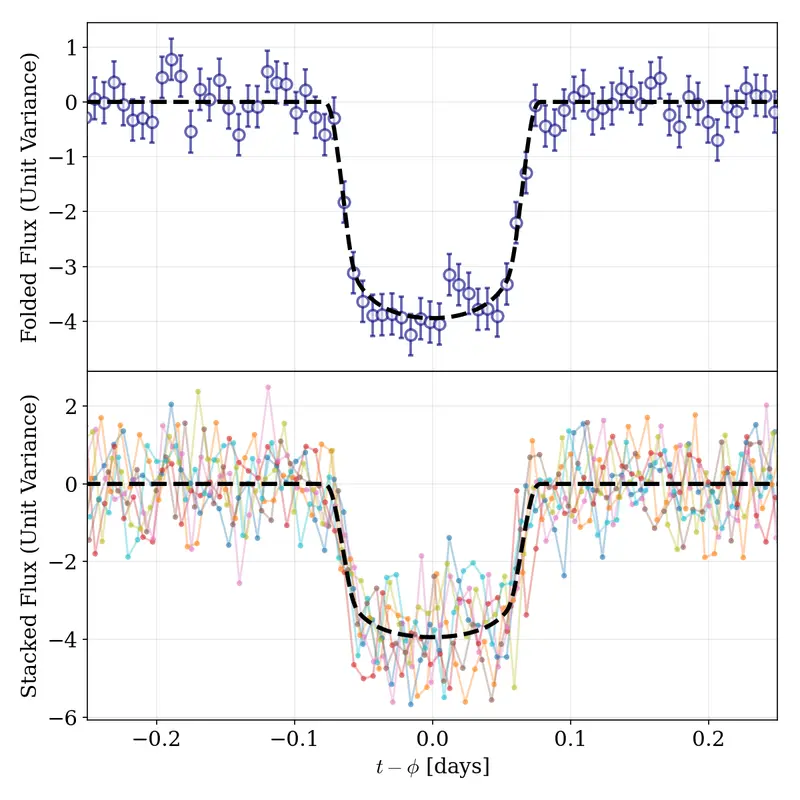 Folded Flux (Unit Variance)
1
0
−1
−2
−3
−4
Stacked Flux (Unit Variance)
2
0
−2
−4
−6
−0.2 −0.1 0.0 0.1 0.2
t − ϕ [days]